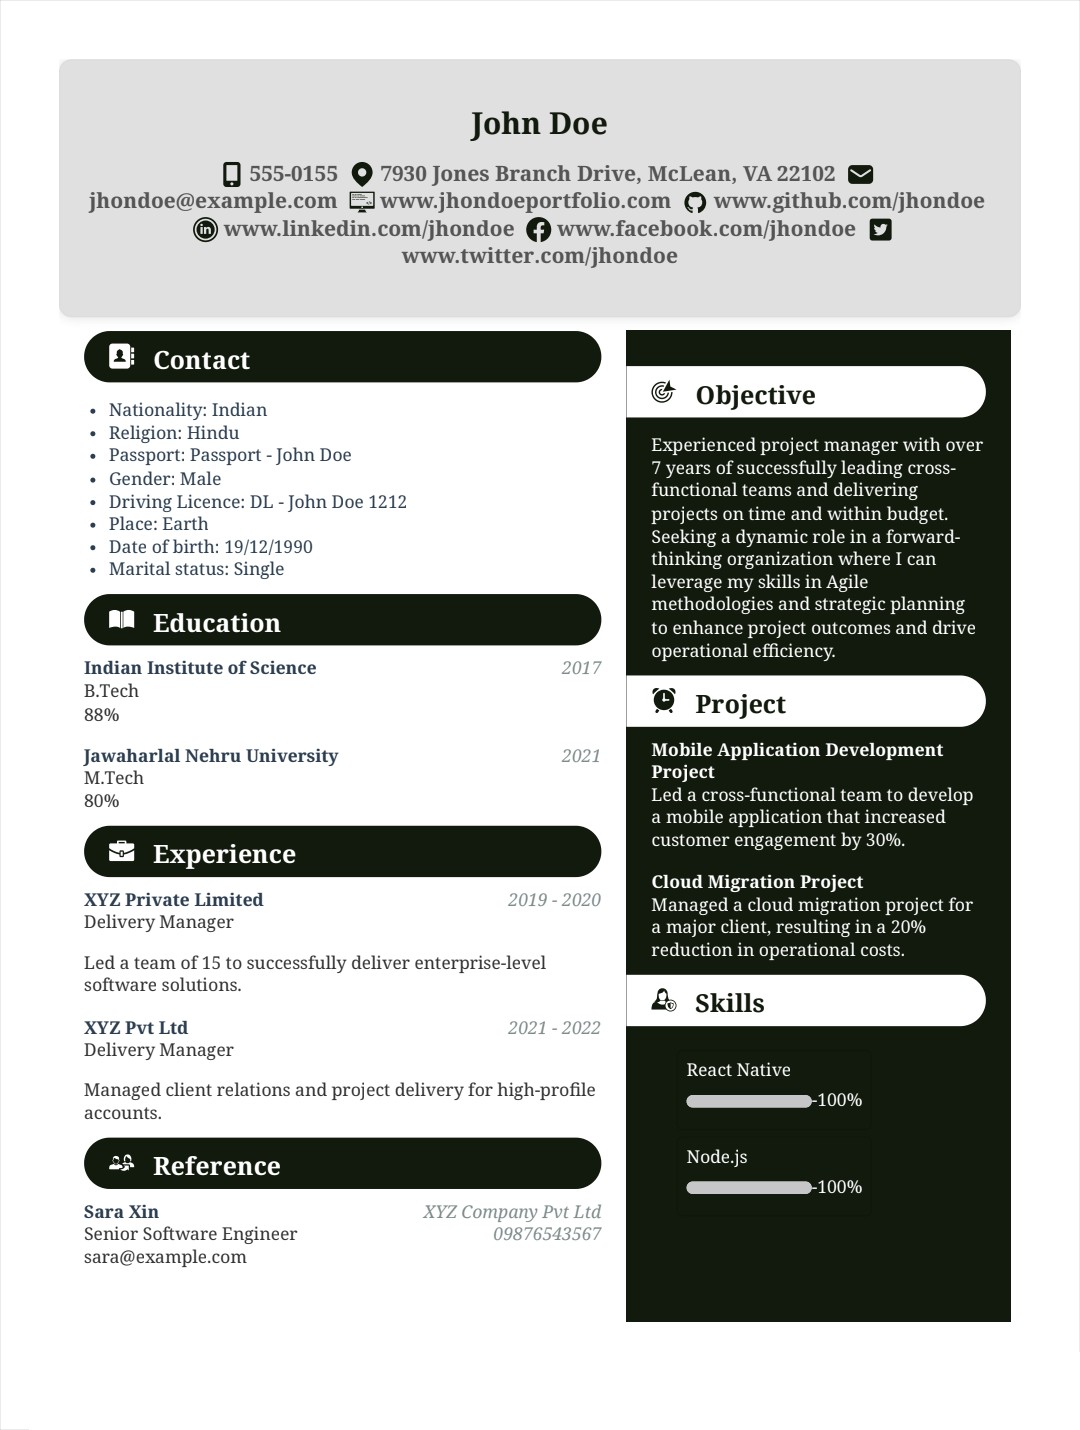 John Doe
555-0155 7930 Jones Branch Drive, McLean, VA 22102
jhondoe@example.com www.jhondoeportfolio.com www.github.com/jhondoe
www.linkedin.com/jhondoe www.facebook.com/jhondoe
www.twitter.com/jhondoe
Contact
Nationality: Indian
Religion: Hindu
Passport: Passport - John Doe
Gender: Male
Driving Licence: DL - John Doe 1212
Place: Earth
Date of birth: 19/12/1990
Marital status: Single
Education
Indian Institute of Science 2017
B.Tech
88%
Jawaharlal Nehru University 2021
M.Tech
80%
Experience
XYZ Private Limited 2019 - 2020
Delivery Manager
Led a team of 15 to successfully deliver enterprise-level
software solutions.
XYZ Pvt Ltd 2021 - 2022
Delivery Manager
Managed client relations and project delivery for high-profile
accounts.
Reference
Sara Xin XYZ Company Pvt Ltd
Senior Software Engineer 09876543567
sara@example.com
Objective
Experienced project manager with over
7 years of successfully leading cross-
functional teams and delivering
projects on time and within budget.
Seeking a dynamic role in a forward-
thinking organization where I can
leverage my skills in Agile
methodologies and strategic planning
to enhance project outcomes and drive
operational efficiency.
Project
Mobile Application Development
Project
Led a cross-functional team to develop
a mobile application that increased
customer engagement by 30%.
Cloud Migration Project
Managed a cloud migration project for
a major client, resulting in a 20%
reduction in operational costs.
Skills
React Native
-100%
Node.js
-100%